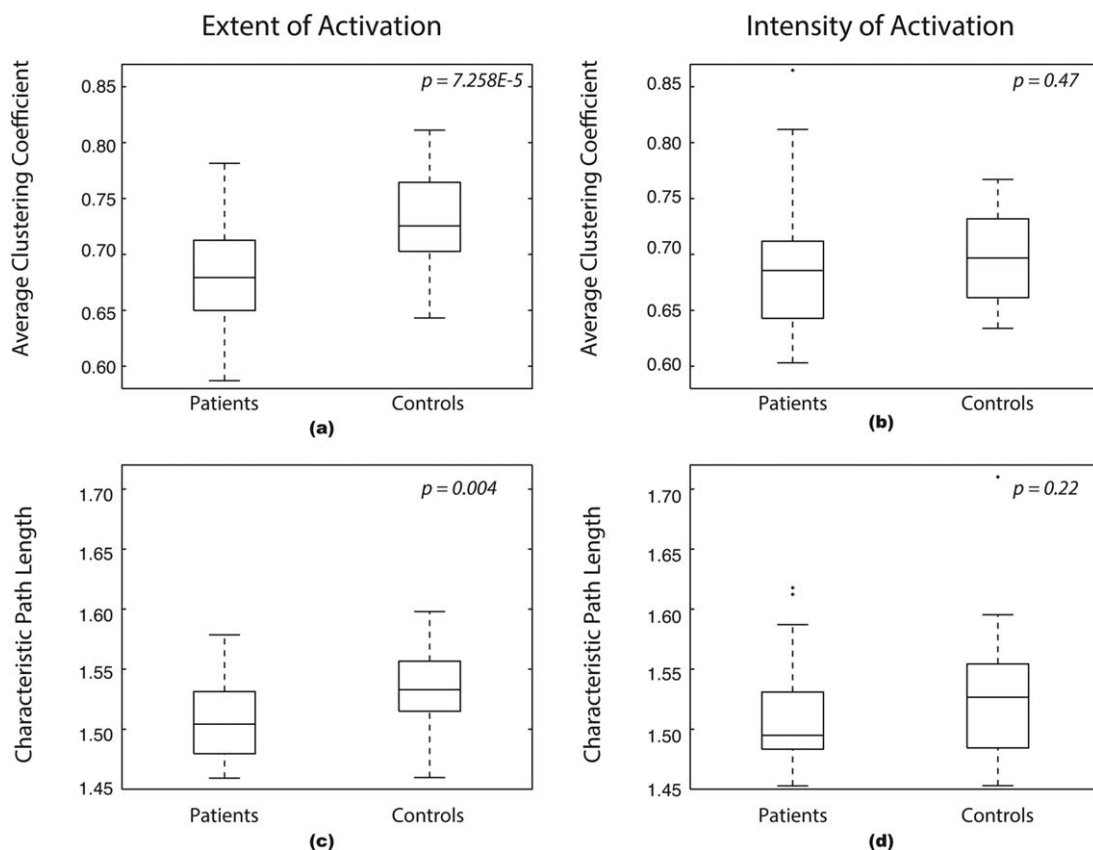 Extent of Activation
Intensity of Activation
Average Clustering Coefficient
0.85
0.80
0.75
0.70
0.65
0.60
p = 7.258E-5
Patients
Controls
(a)
Average Clustering Coefficient
0.85
0.80
0.75
0.70
0.65
0.60
p = 0.47
Patients
Controls
(b)
Characteristic Path Length
1.70
1.65
1.60
1.55
1.50
1.45
p = 0.004
Patients
Controls
(c)
Characteristic Path Length
1.70
1.65
1.60
1.55
1.50
1.45
p = 0.22
Patients
Controls
(d)